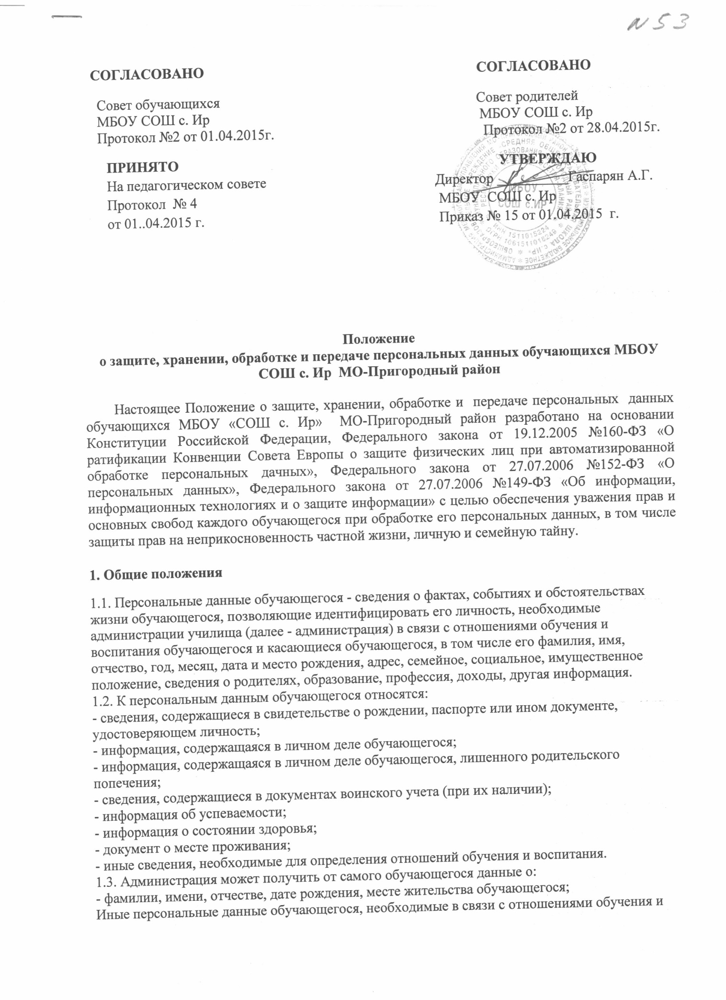 N 53
СОГЛАСОВАНО
Совет обучающихся
МБОУ СОШ с. Ир
Протокол №2 от 01.04.2015г.
ПРИНЯТО
На педагогическом совете
Протокол № 4
от 01..04.2015 г.
СОГЛАСОВАНО
Совет родителей
МБОУ СОШ с. Ир
Протокол №2 от 28.04.2015г.
УТВЕРЖДАЮ
Директор __________Гаспарян А.Г.
МБОУ СОШ с. Ир
Приказ № 15 от 01.04.2015 г.
МБОУ
СОШ с.ИР
ИНН 1511015224
ОГРН 1061511018249
Положение
о защите, хранении, обработке и передаче персональных данных обучающихся МБОУ
СОШ с. Ир МО-Пригородный район
Настоящее Положение о защите, хранении, обработке и передаче персональных данных
обучающихся МБОУ «СОШ с. Ир» МО-Пригородный район разработано на основании
Конституции Российской Федерации, Федерального закона от 19.12.2005 №160-ФЗ «О
ратификации Конвенции Совета Европы о защите физических лиц при автоматизированной
обработке персональных дачных», Федерального закона от 27.07.2006 №152-ФЗ «О
персональных данных», Федерального закона от 27.07.2006 №149-ФЗ «Об информации,
информационных технологиях и о защите информации» с целью обеспечения уважения прав и
основных свобод каждого обучающегося при обработке его персональных данных, в том числе
защиты прав на неприкосновенность частной жизни, личную и семейную тайну.
1. Общие положения
1.1. Персональные данные обучающегося - сведения о фактах, событиях и обстоятельствах
жизни обучающегося, позволяющие идентифицировать его личность, необходимые
администрации училища (далее - администрация) в связи с отношениями обучения и
воспитания обучающегося и касающиеся обучающегося, в том числе его фамилия, имя,
отчество, год, месяц, дата и место рождения, адрес, семейное, социальное, имущественное
положение, сведения о родителях, образование, профессия, доходы, другая информация.
1.2. К персональным данным обучающегося относятся:
- сведения, содержащиеся в свидетельстве о рождении, паспорте или ином документе,
удостоверяющем личность;
- информация, содержащаяся в личном деле обучающегося;
- информация, содержащаяся в личном деле обучающегося, лишенного родительского
попечения;
- сведения, содержащиеся в документах воинского учета (при их наличии);
- информация об успеваемости;
- информация о состоянии здоровья;
- документ о месте проживания;
- иные сведения, необходимые для определения отношений обучения и воспитания.
1.3. Администрация может получить от самого обучающегося данные о:
- фамилии, имени, отчестве, дате рождения, месте жительства обучающегося;
Иные персональные данные обучающегося, необходимые в связи с отношениями обучения и